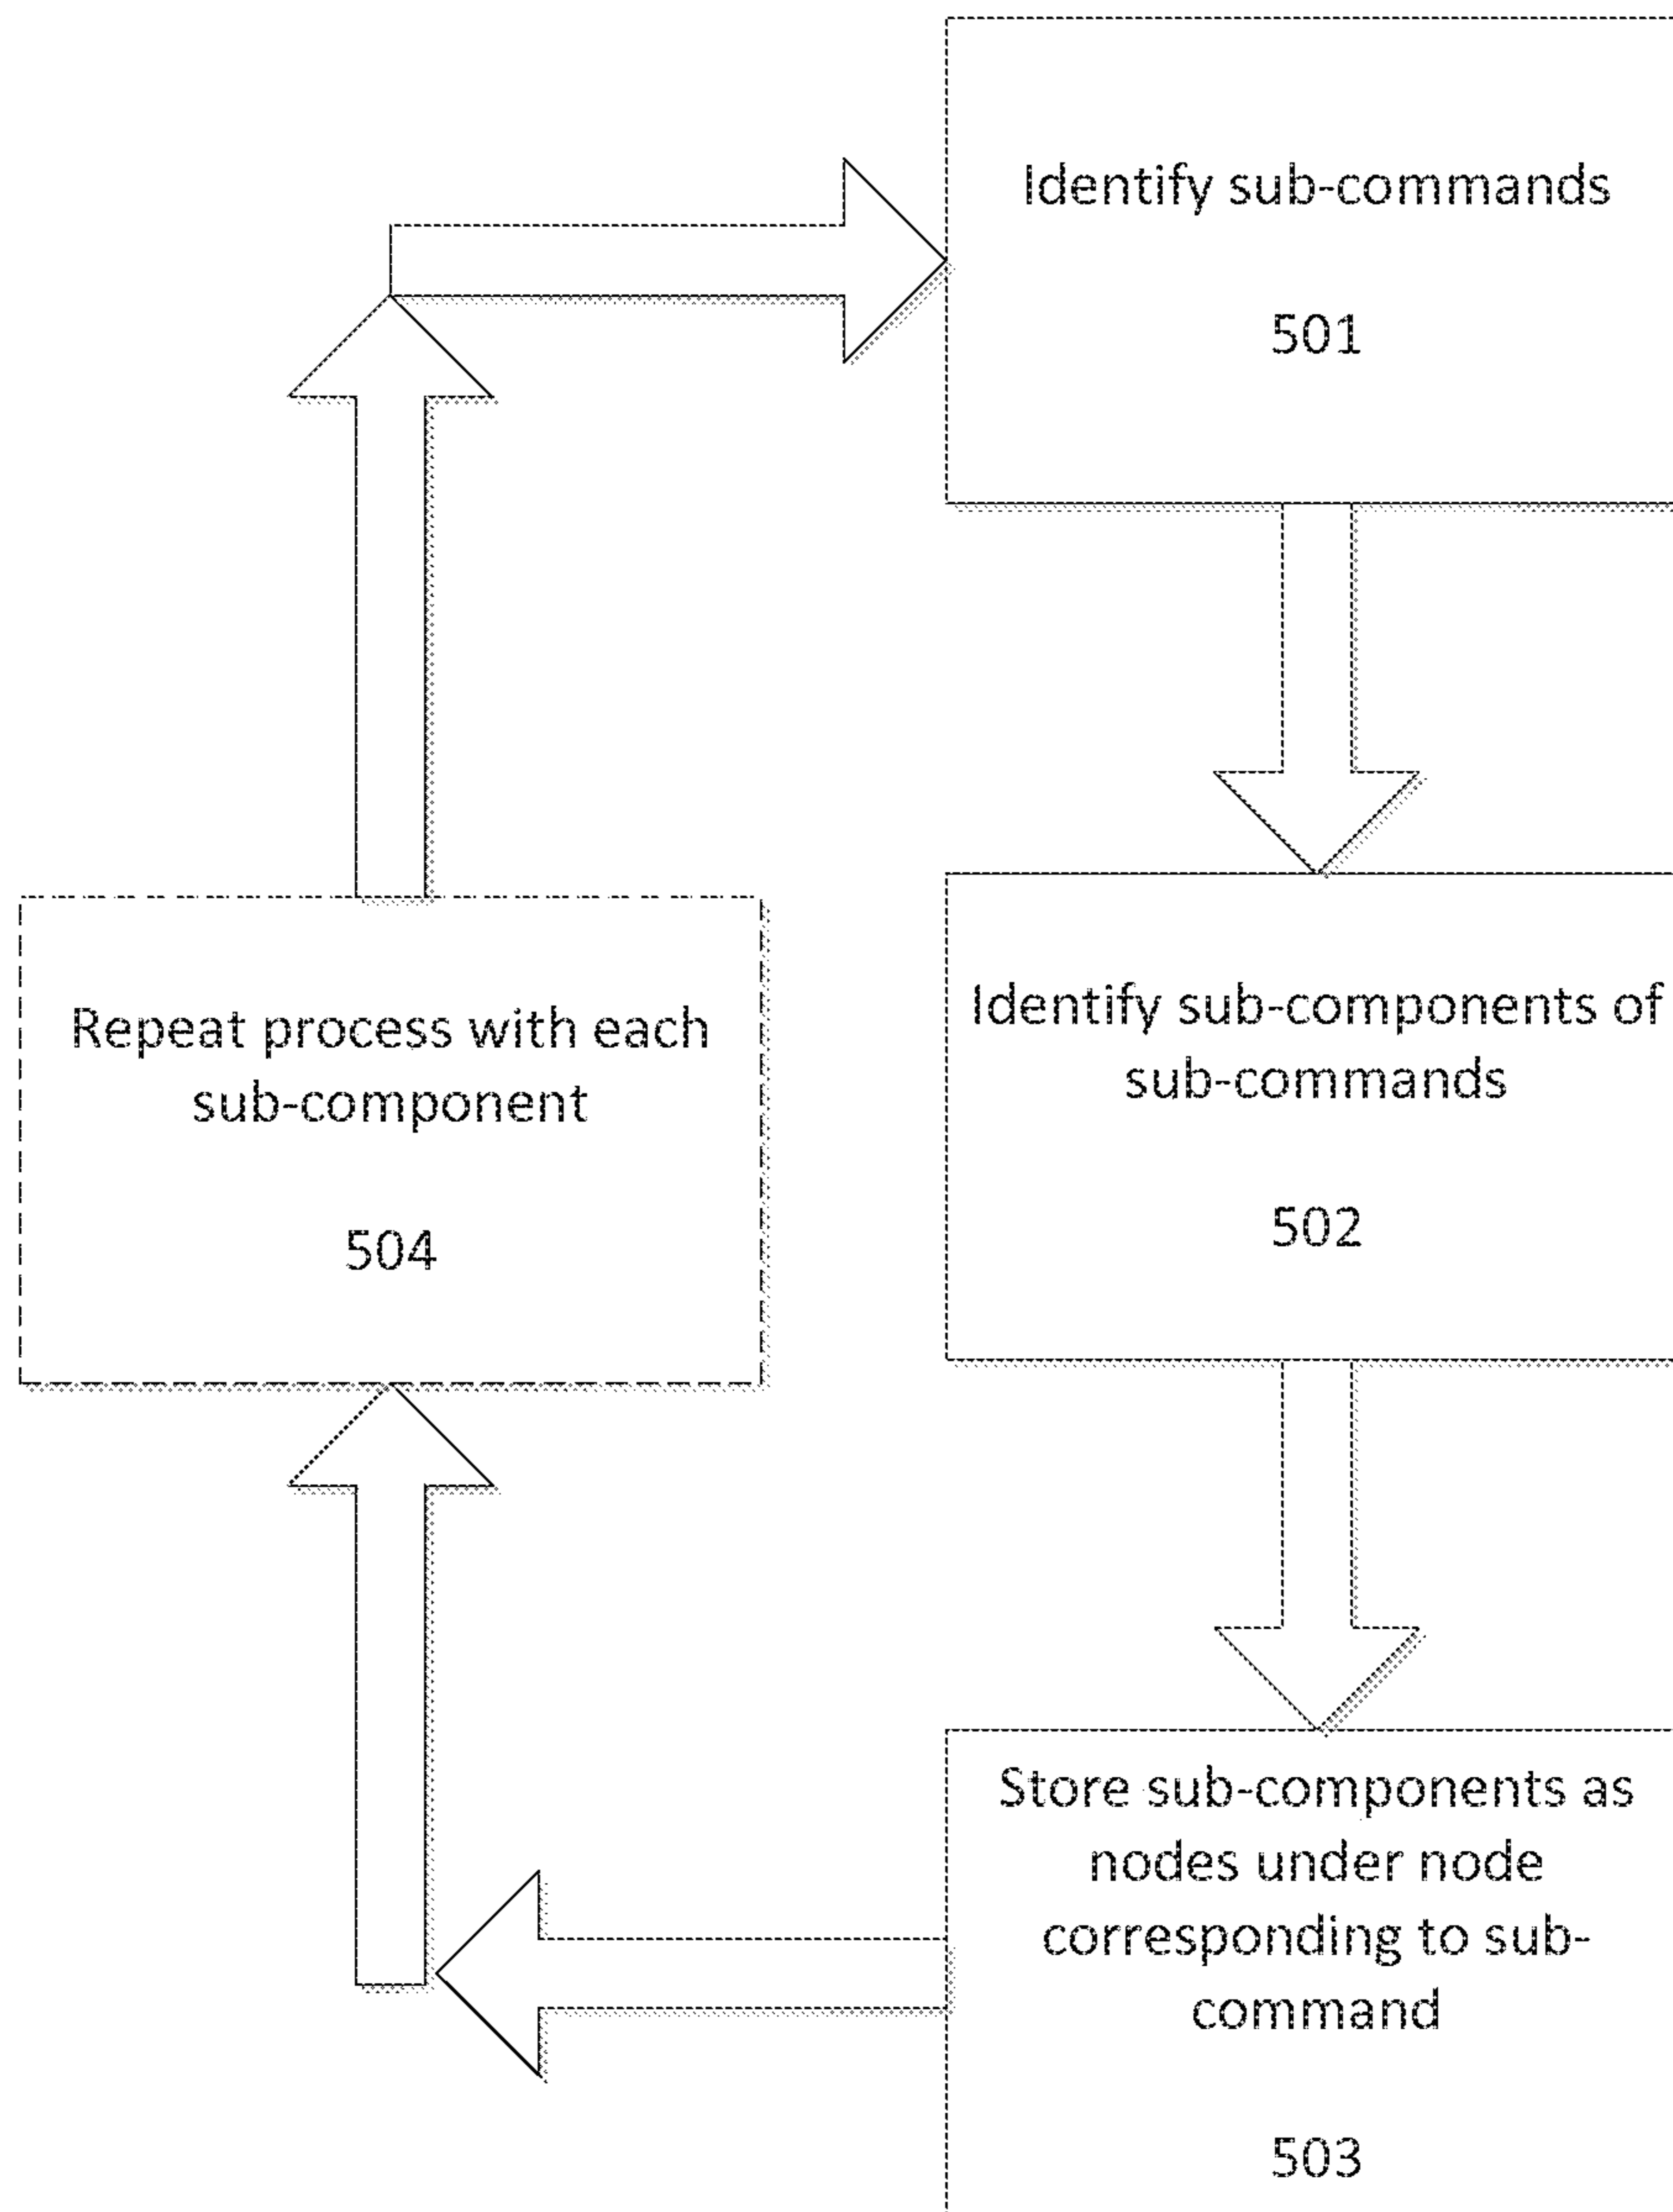 Identify sub-commands
501
Identify sub-components of
sub-commands
502
Repeat process with each
sub-component
504
Store sub-components as
nodes under node
corresponding to sub-
command
503